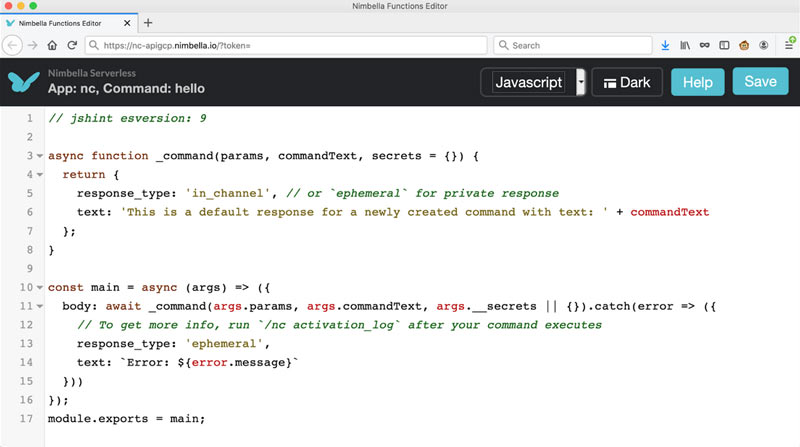 Nimbella Functions Editor
Nimbella Functions Editor
https://nc-apigcp.nimbella.io/?token=
Search
Nimbella Serverless
App: nc, Command: hello
Javascript
Dark
Help
Save
1 // jshint esversion: 9
2
3 async function _command(params, commandText, secrets = {}) {
4 return {
5 response_type: 'in_channel', // or `ephemeral` for private response
6 text: 'This is a default response for a newly created command with text: ' + commandText
7 };
8 }
9
10 const main = async (args) => ({
11 body: await _command(args.params, args.commandText, args.__secrets || {}).catch(error => ({
12 // To get more info, run `/nc activation_log` after your command executes
13 response_type: 'ephemeral',
14 text: `Error: ${error.message}`
15 }))
16 });
17 module.exports = main;